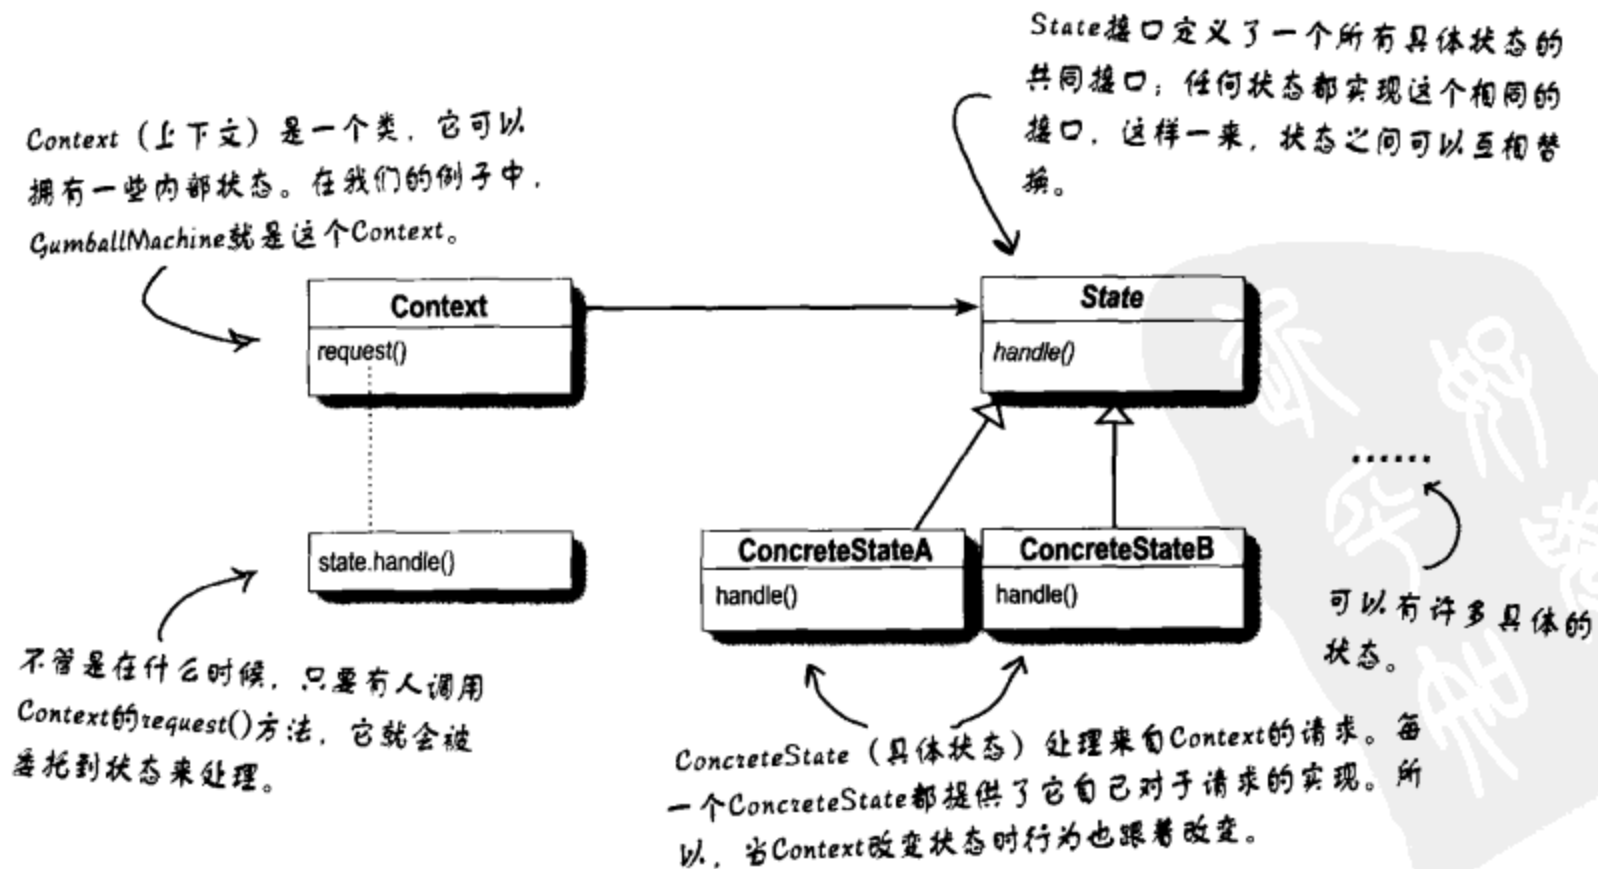 State接口定义了一个所有具体状态的
共同接口；任何状态都实现这个相同的
接口，这样一来，状态之间可以互相替
换。
Context（上下文）是一个类，它可以
拥有一些内部状态。在我们的例子中，
GumballMachine就是这个Context。
Context
request()
State
handle()
......
state.handle()
ConcreteStateA
handle()
ConcreteStateB
handle()
可以有许多具体的
状态。
不管是在什么时候，只要有人调用
Context的request()方法，它就会被
委托到状态来处理。
ConcreteState（具体状态）处理来自Context的请求。每
一个ConcreteState都提供了它自己对于请求的实现。所
以，当Context改变状态时行为也跟着改变。